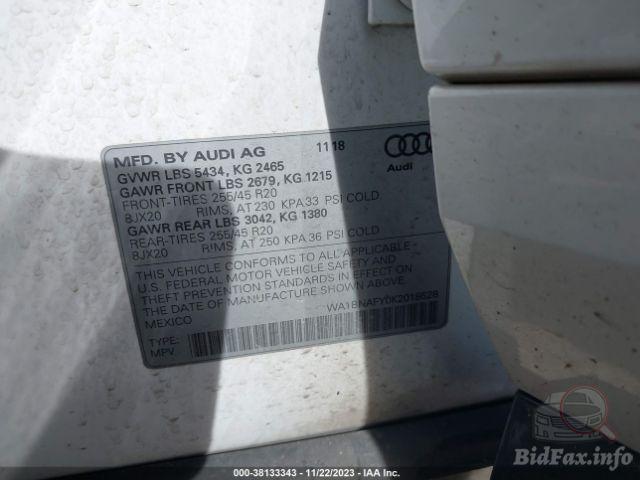 MFD. BY AUDI AG 11 18
GVWR LBS 5434, KG 2465
GAWR FRONT LBS 2679, KG 1215
FRONT-TIRES 255/45 R20
8JX20 RIMS, AT 230 KPA 33 PSI COLD
GAWR REAR LBS 3042, KG 1380
REAR-TIRES 255/45 R20
8JX20 RIMS, AT 250 KPA 36 PSI COLD
Audi
THIS VEHICLE CONFORMS TO ALL APPLICABLE
U.S. FEDERAL MOTOR VEHICLE SAFETY AND
THEFT PREVENTION STANDARDS IN EFFECT ON
THE DATE OF MANUFACTURE SHOWN ABOVE.
MEXICO
WA1BNAFY0K2015528
TYPE:
MPV
000-38133343 - 11/22/2023 - IAA Inc.
BidFax.info